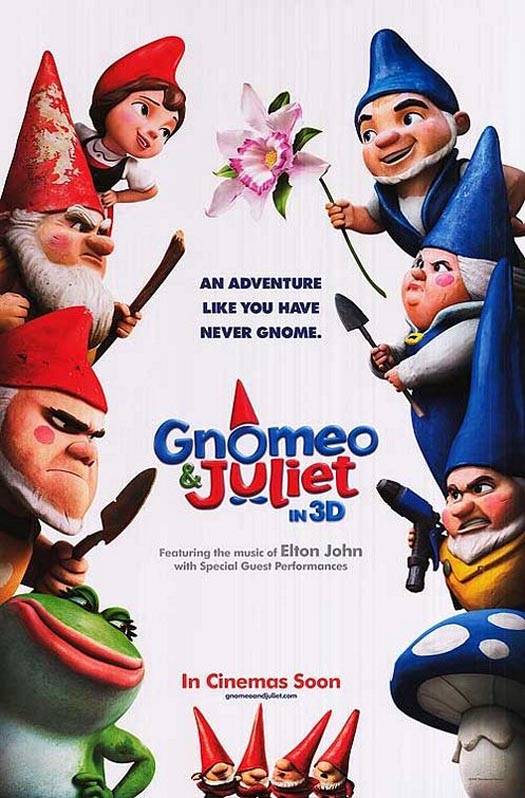 AN ADVENTURE
LIKE YOU HAVE
NEVER GNOME.
Gnomeo
& Juliet
IN 3D
Featuring the music of Elton John
with Special Guest Performances
In Cinemas Soon
gnomeoandjuliet.com